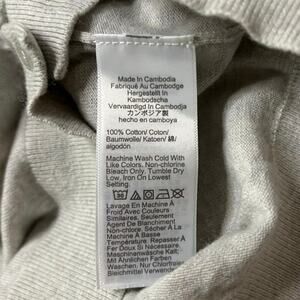 Made In Cambodia
Fabriqué Au Cambodge
Hergestellt In
Kambodscha
Vervaardigd In Cambodja
カンボジア製
hecho en camboya
100% Cotton/ Coton/
Baumwolle/ Katoen/ 綿/
algodón
Machine Wash Cold With
Like Colors. Non-chlorine
Bleach Only. Tumble Dry
Low. Iron On Lowest
Setting.
Lavage En Machine À
Froid Avec Couleurs
Similaires. Agent De
Blanchiment Au
Non-chlore. Sécher À La
Machine À Basse
Température. Repasser À
Fer Doux Si Nécessaire.
Maschinenwäsche Kalt;
Mit Ähnlichen Farben
Waschen. Chlorfreies
Bleichmittel Verwenden